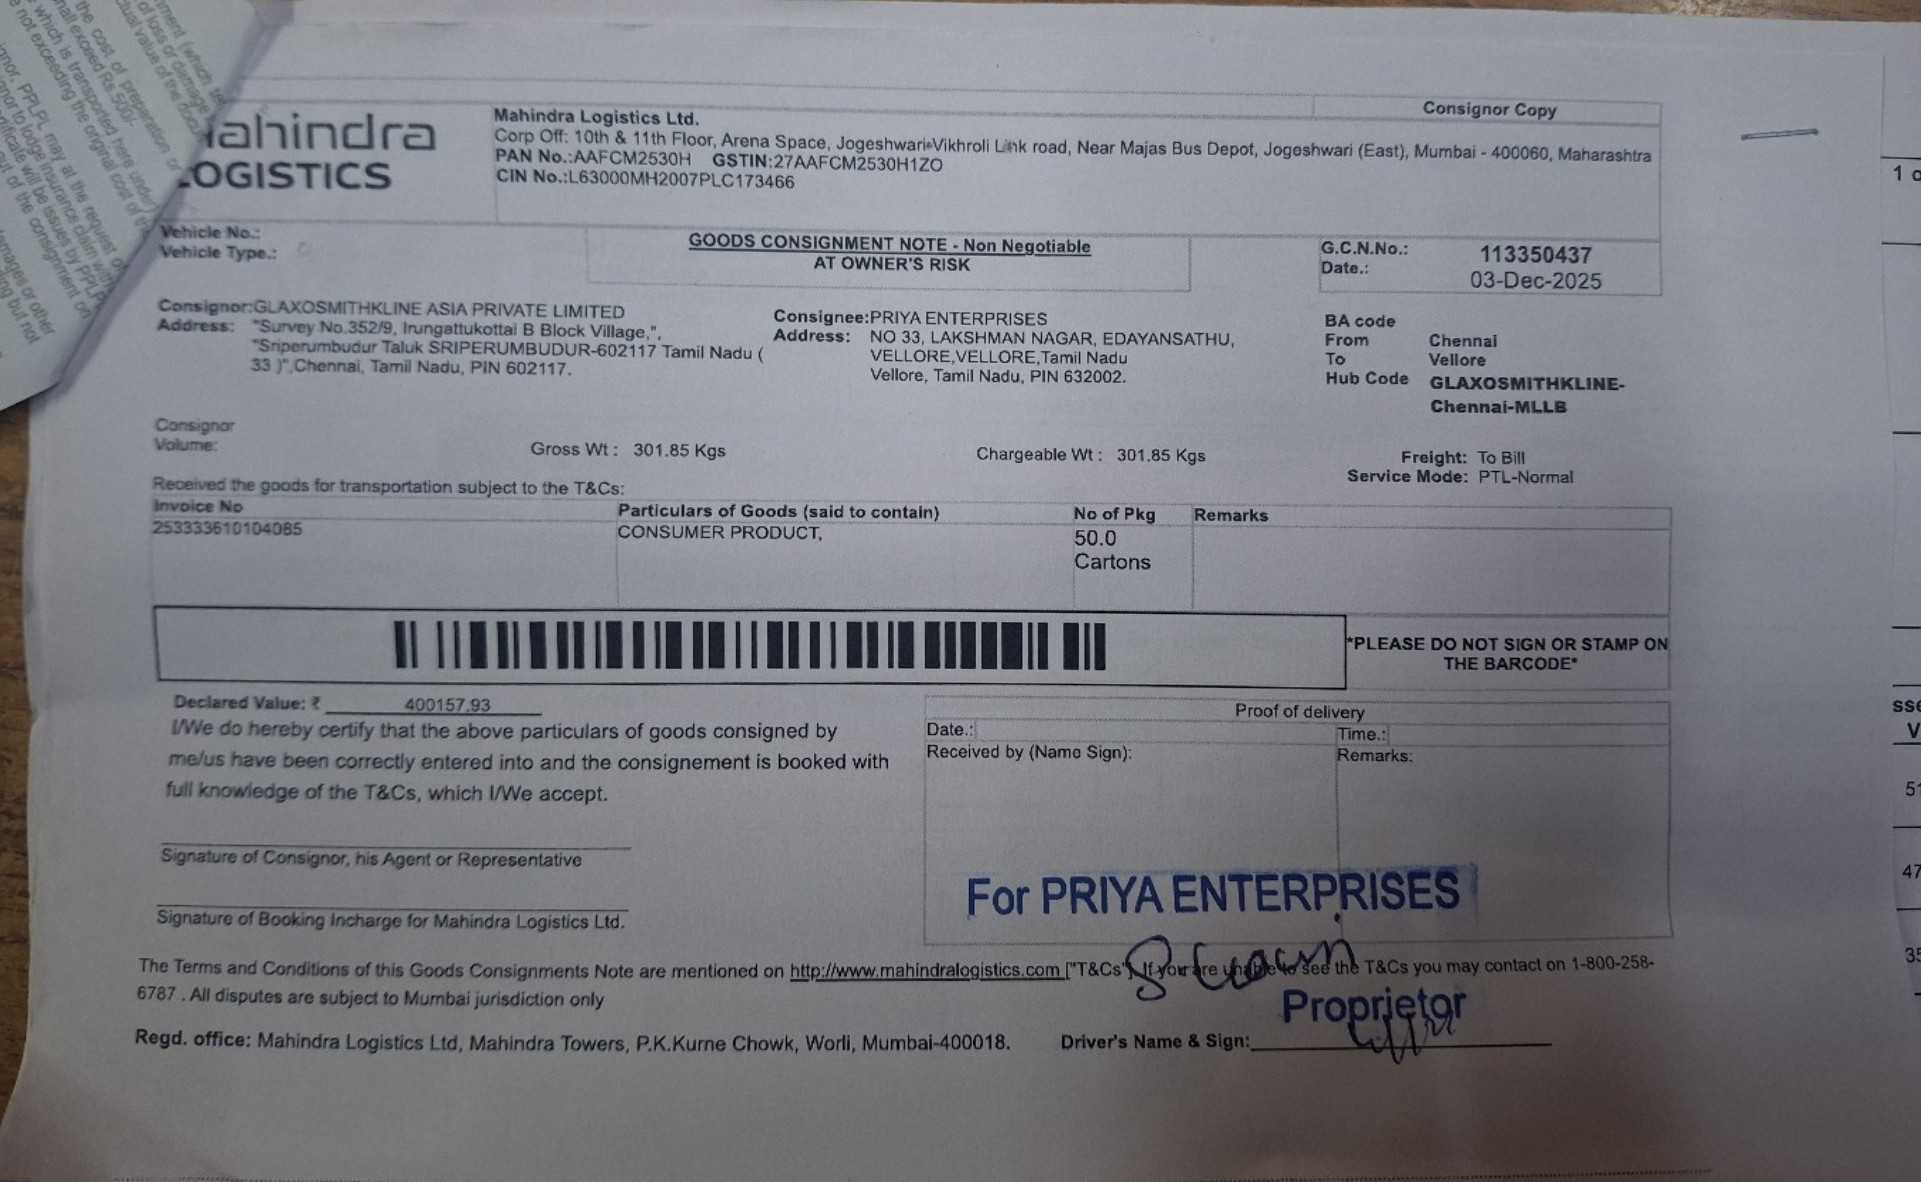 Consignor Copy
LOGISTICS
Mahindra Logistics Ltd.
Corp Off: 10th & 11th Floor, Arena Space, Jogeshwari-Vikhroli Link road, Near Majas Bus Depot, Jogeshwari (East), Mumbai - 400060, Maharashtra
PAN No.:AAFCM2530H GSTIN:27AAFCM2530H1ZO
CIN No.:L63000MH2007PLC173466
Vehicle No.:
Vehicle Type.:
GOODS CONSIGNMENT NOTE - Non Negotiable
AT OWNER'S RISK
G.C.N.No.: 113350437
Date.: 03-Dec-2025
Consignor:GLAXOSMITHKLINE ASIA PRIVATE LIMITED
Address: "Survey No.352/9, Irungattukottai B Block Village,",
"Sriperumbudur Taluk SRIPERUMBUDUR-602117 Tamil Nadu (
33 )",Chennai, Tamil Nadu, PIN 602117.
Consignee:PRIYA ENTERPRISES
Address: NO 33, LAKSHMAN NAGAR, EDAYANSATHU,
VELLORE,VELLORE,Tamil Nadu
Vellore, Tamil Nadu, PIN 632002.
BA code
From Chennai
To Vellore
Hub Code GLAXOSMITHKLINE-
Chennai-MLLB
Consignor
Volume:
Gross Wt : 301.85 Kgs
Chargeable Wt : 301.85 Kgs
Freight: To Bill
Service Mode: PTL-Normal
Received the goods for transportation subject to the T&Cs:
Invoice No Particulars of Goods (said to contain) No of Pkg Remarks
253333610104085 CONSUMER PRODUCT, 50.0
Cartons
*PLEASE DO NOT SIGN OR STAMP ON
THE BARCODE*
Declared Value: ₹ 400157.93
I/We do hereby certify that the above particulars of goods consigned by
me/us have been correctly entered into and the consignement is booked with
full knowledge of the T&Cs, which I/We accept.
Signature of Consignor, his Agent or Representative
Signature of Booking Incharge for Mahindra Logistics Ltd.
Proof of delivery
Date.: Time.:
Received by (Name Sign): Remarks:
For PRIYA ENTERPRISES
Proprietor
The Terms and Conditions of this Goods Consignments Note are mentioned on http://www.mahindralogistics.com ["T&Cs"]. If you are unable to see the T&Cs you may contact on 1-800-258-
6787 . All disputes are subject to Mumbai jurisdiction only
Regd. office: Mahindra Logistics Ltd, Mahindra Towers, P.K.Kurne Chowk, Worli, Mumbai-400018.
Driver's Name & Sign: